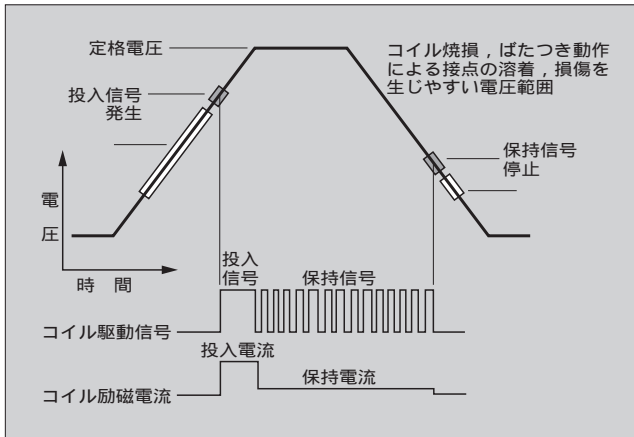 定格電圧
コイル焼損，ばたつき動作
による接点の溶着，損傷を
生じやすい電圧範囲
投入信号
発生
保持信号
停止
電
圧
時 間
投入
信号
保持信号
コイル駆動信号
投入電流
保持電流
コイル励磁電流